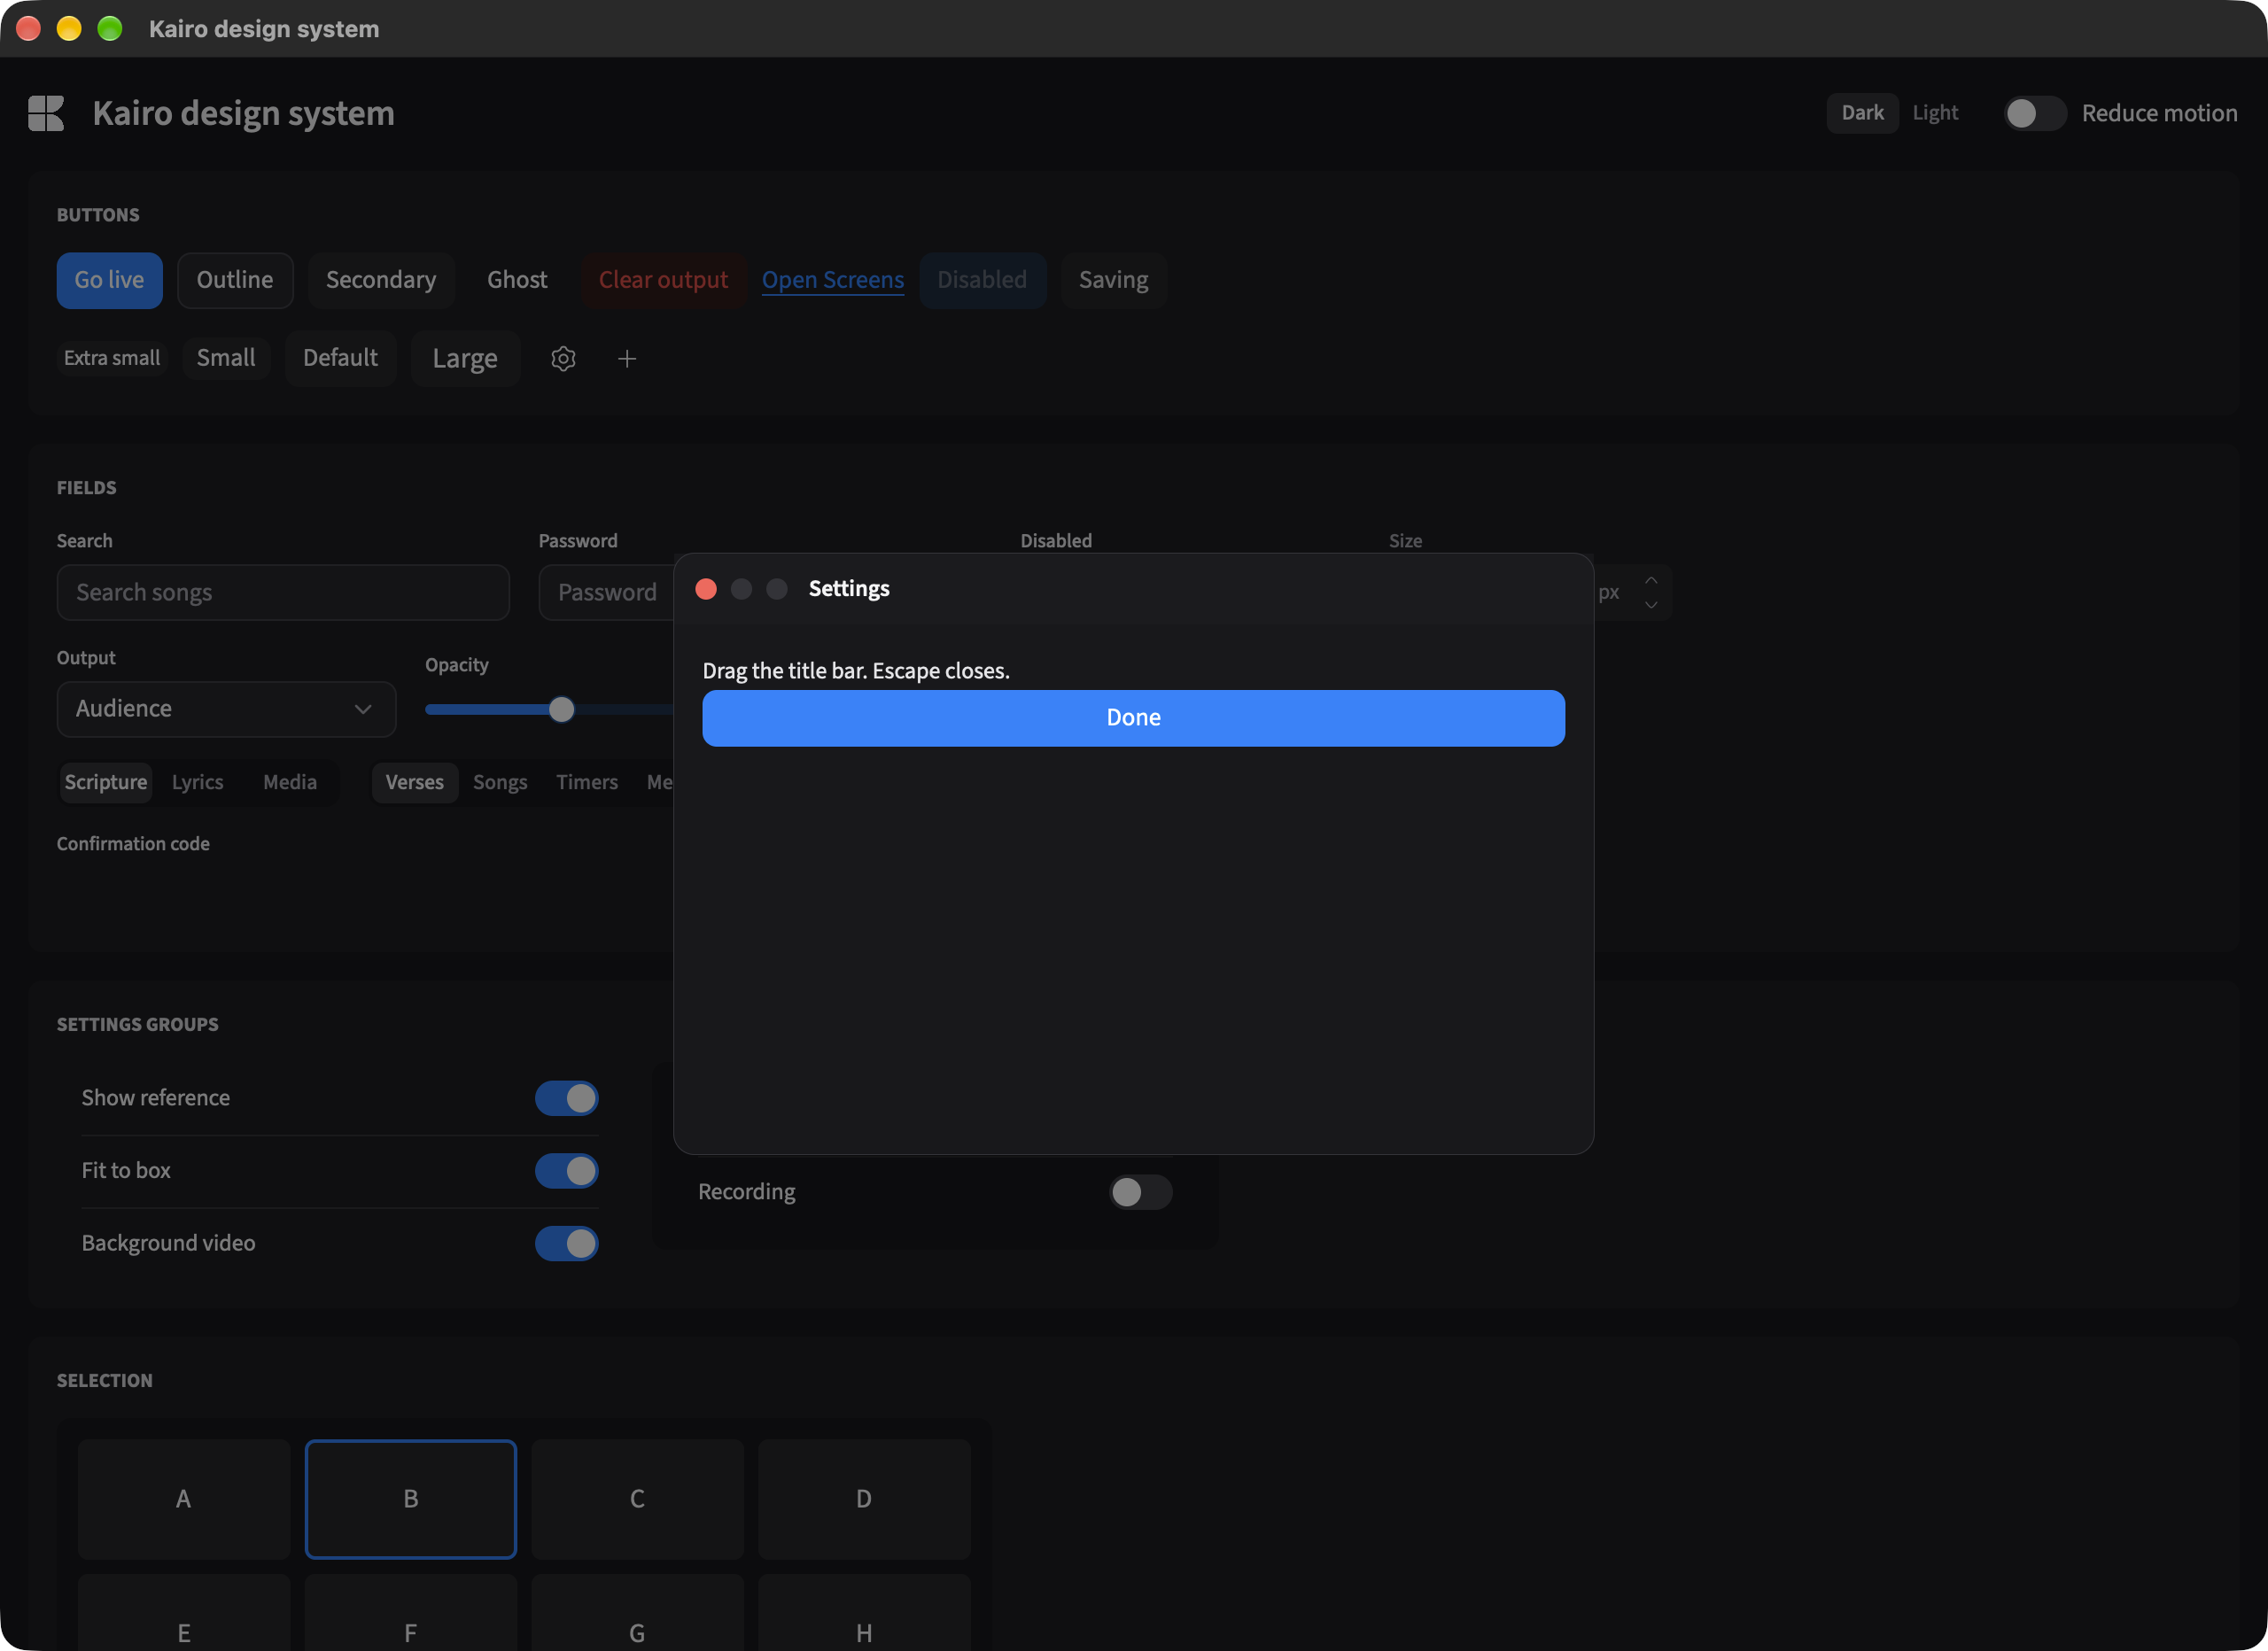 Kairo design system
Kairo design system
Dark Light Reduce motion
BUTTONS
Go live Outline Secondary Ghost Clear output Open Screens Disabled Saving
Extra small Small Default Large
FIELDS
Search Password Disabled Size
Search songs Password px
Settings
Drag the title bar. Escape closes.
Done
Output Opacity
Audience
Scripture Lyrics Media Verses Songs Timers Me
Confirmation code
SETTINGS GROUPS
Show reference
Fit to box
Recording
Background video
SELECTION
A B C D
E F G H